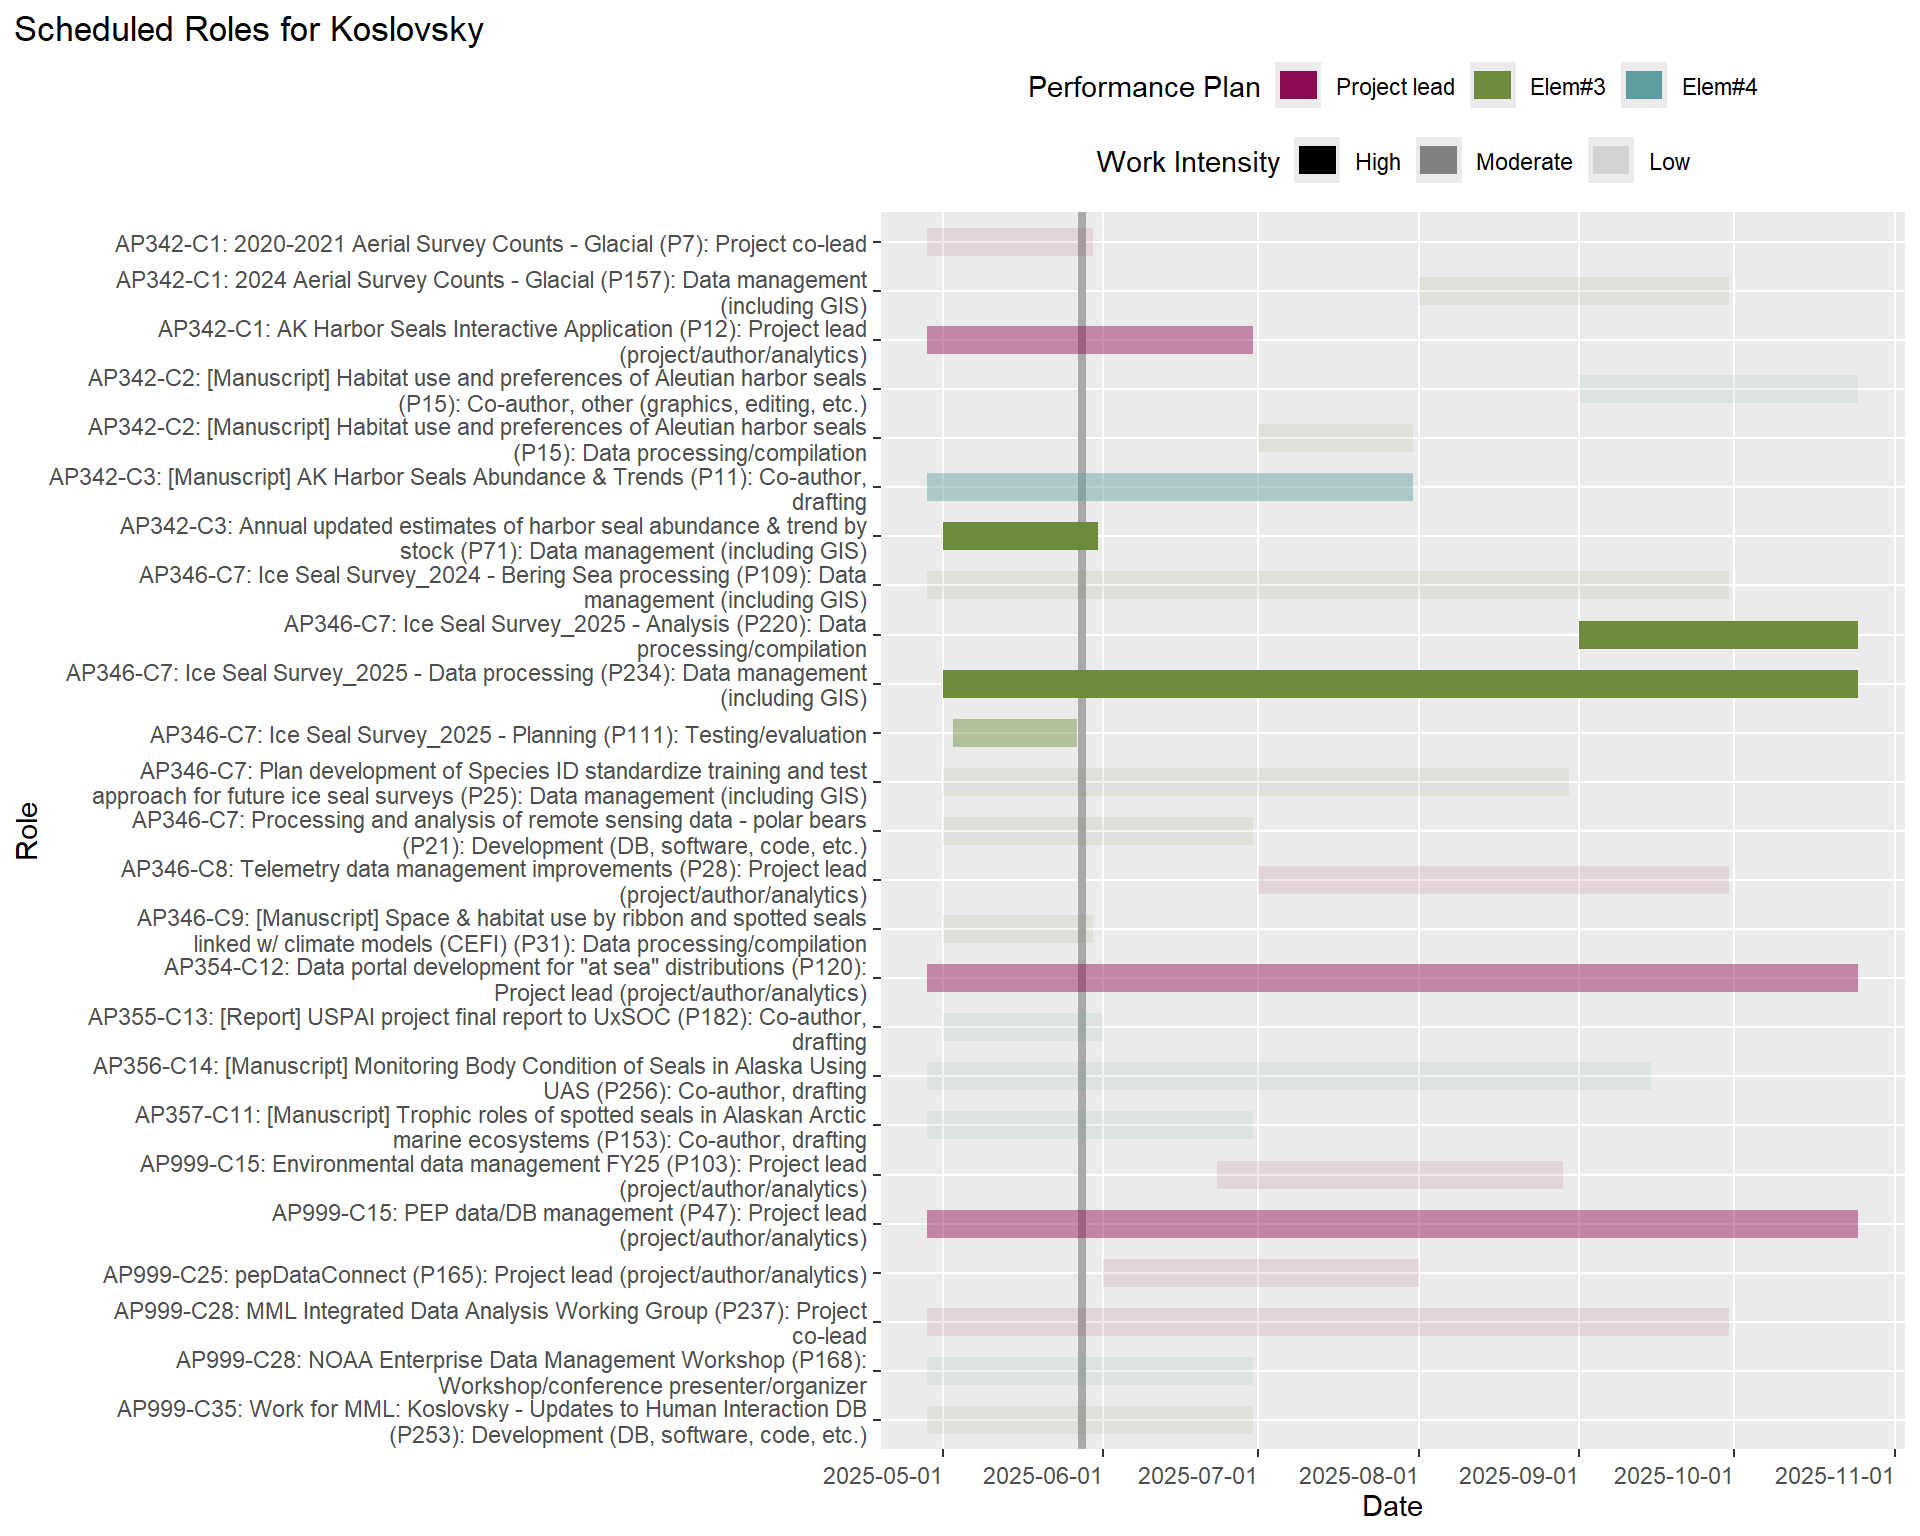 Scheduled Roles for Koslovsky
Performance Plan Project lead Elem#3 Elem#4
Work Intensity High Moderate Low
AP342-C1: 2020-2021 Aerial Survey Counts - Glacial (P7): Project co-lead
AP342-C1: 2024 Aerial Survey Counts - Glacial (P157): Data management
(including GIS)
AP342-C1: AK Harbor Seals Interactive Application (P12): Project lead
(project/author/analytics)
AP342-C2: [Manuscript] Habitat use and preferences of Aleutian harbor seals
(P15): Co-author, other (graphics, editing, etc.)
AP342-C2: [Manuscript] Habitat use and preferences of Aleutian harbor seals
(P15): Data processing/compilation
AP342-C3: [Manuscript] AK Harbor Seals Abundance & Trends (P11): Co-author,
drafting
AP342-C3: Annual updated estimates of harbor seal abundance & trend by
stock (P71): Data management (including GIS)
AP346-C7: Ice Seal Survey_2024 - Bering Sea processing (P109): Data
management (including GIS)
AP346-C7: Ice Seal Survey_2025 - Analysis (P220): Data
processing/compilation
AP346-C7: Ice Seal Survey_2025 - Data processing (P234): Data management
(including GIS)
AP346-C7: Ice Seal Survey_2025 - Planning (P111): Testing/evaluation
AP346-C7: Plan development of Species ID standardize training and test
approach for future ice seal surveys (P25): Data management (including GIS)
AP346-C7: Processing and analysis of remote sensing data - polar bears
(P21): Development (DB, software, code, etc.)
AP346-C8: Telemetry data management improvements (P28): Project lead
(project/author/analytics)
AP346-C9: [Manuscript] Space & habitat use by ribbon and spotted seals
linked w/ climate models (CEFI) (P31): Data processing/compilation
AP354-C12: Data portal development for "at sea" distributions (P120):
Project lead (project/author/analytics)
AP355-C13: [Report] USPAI project final report to UxSOC (P182): Co-author,
drafting
AP356-C14: [Manuscript] Monitoring Body Condition of Seals in Alaska Using
UAS (P256): Co-author, drafting
AP357-C11: [Manuscript] Trophic roles of spotted seals in Alaskan Arctic
marine ecosystems (P153): Co-author, drafting
AP999-C15: Environmental data management FY25 (P103): Project lead
(project/author/analytics)
AP999-C15: PEP data/DB management (P47): Project lead
(project/author/analytics)
AP999-C25: pepDataConnect (P165): Project lead (project/author/analytics)
AP999-C28: MML Integrated Data Analysis Working Group (P237): Project
co-lead
AP999-C28: NOAA Enterprise Data Management Workshop (P168):
Workshop/conference presenter/organizer
AP999-C35: Work for MML: Koslovsky - Updates to Human Interaction DB
(P253): Development (DB, software, code, etc.)
Role
2025-05-01 2025-06-01 2025-07-01 2025-08-01 2025-09-01 2025-10-01 2025-11-01
Date